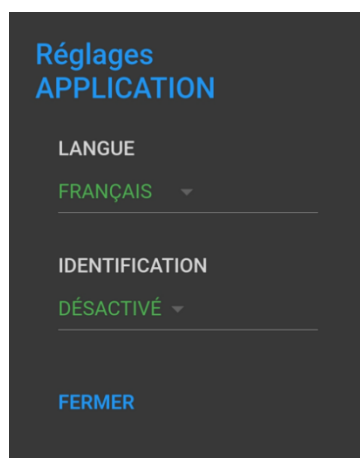 Réglages
APPLICATION
LANGUE
FRANÇAIS
IDENTIFICATION
DÉSACTIVÉ
FERMER